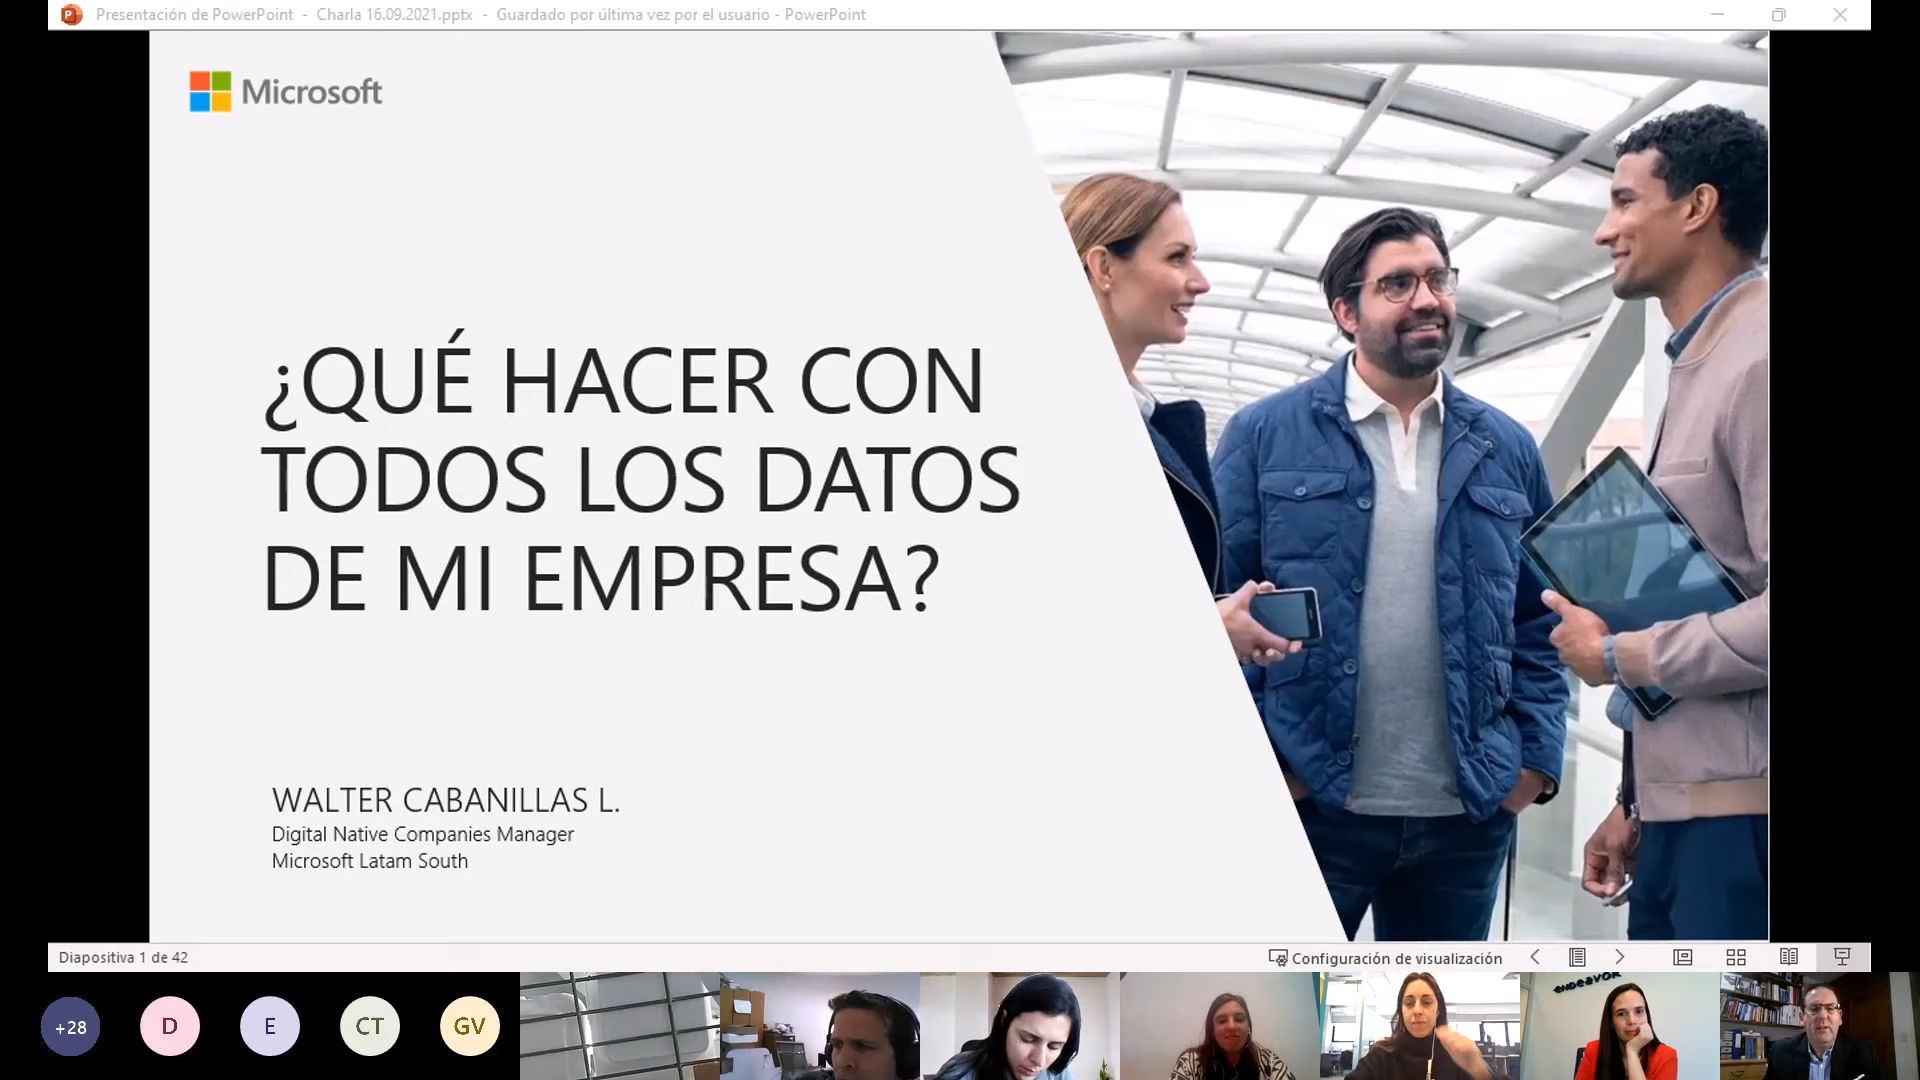 Presentación de PowerPoint - Charla 16.09.2021.pptx - Guardado por última vez por el usuario - PowerPoint
Microsoft
¿QUÉ HACER CON
TODOS LOS DATOS
DE MI EMPRESA?
WALTER CABANILLAS L.
Digital Native Companies Manager
Microsoft Latam South
Diapositiva 1 de 42
Configuración de visualización
+28
D
E
CT
GV
endeavor